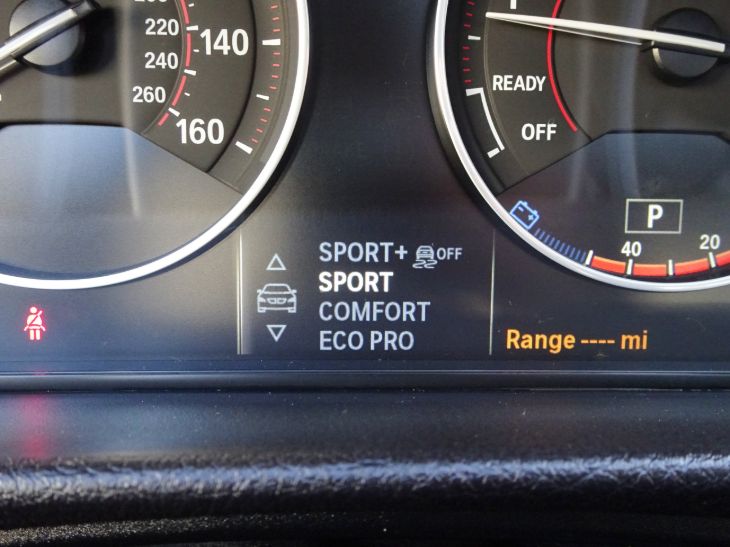 220
240
260
140
160
READY
OFF
P
40
20
SPORT+ OFF
SPORT
COMFORT
ECO PRO
Range ---- mi